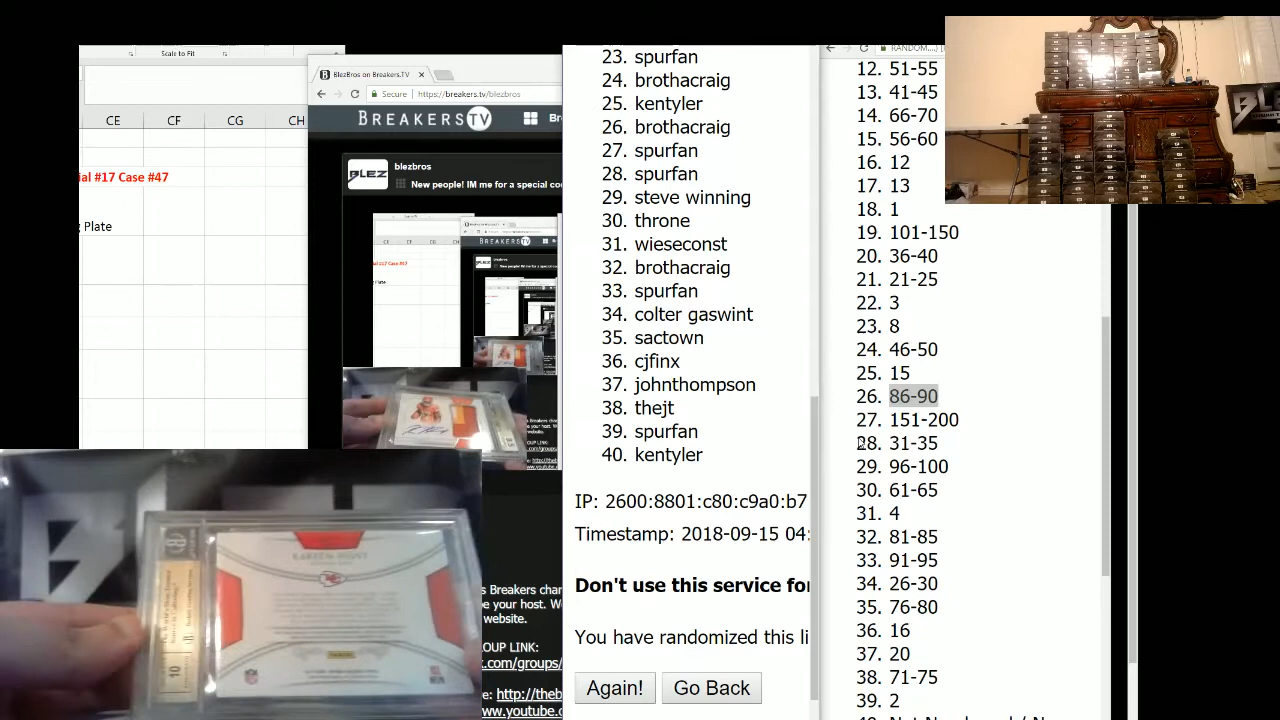 Scale to Fit
CE CF CG CH
ial #17 Case #47
Plate
BlezBros on Breakers.TV
Secure https://breakers.tv/blezbros
BREAKERS TV
Br
BLEZ
blezbros
New people! IM me for a special co
s Breakers char
e your host. W
website.
OUP LINK:
k.com/groups/
e: http://theb
www.youtube.c
23. spurfan
24. brothacraig
25. kentyler
26. brothacraig
27. spurfan
28. spurfan
29. steve winning
30. throne
31. wieseconst
32. brothacraig
33. spurfan
34. colter gaswint
35. sactown
36. cjfinx
37. johnthompson
38. thejt
39. spurfan
40. kentyler
IP: 2600:8801:c80:c9a0:b7
Timestamp: 2018-09-15 04:
Don't use this service for
You have randomized this li
Again! Go Back
12. 51-55
13. 41-45
14. 66-70
15. 56-60
16. 12
17. 13
18. 1
19. 101-150
20. 36-40
21. 21-25
22. 3
23. 8
24. 46-50
25. 15
26. 86-90
27. 151-200
28. 31-35
29. 96-100
30. 61-65
31. 4
32. 81-85
33. 91-95
34. 26-30
35. 76-80
36. 16
37. 20
38. 71-75
39. 2
BLEZ
KAREEM HUNT
10